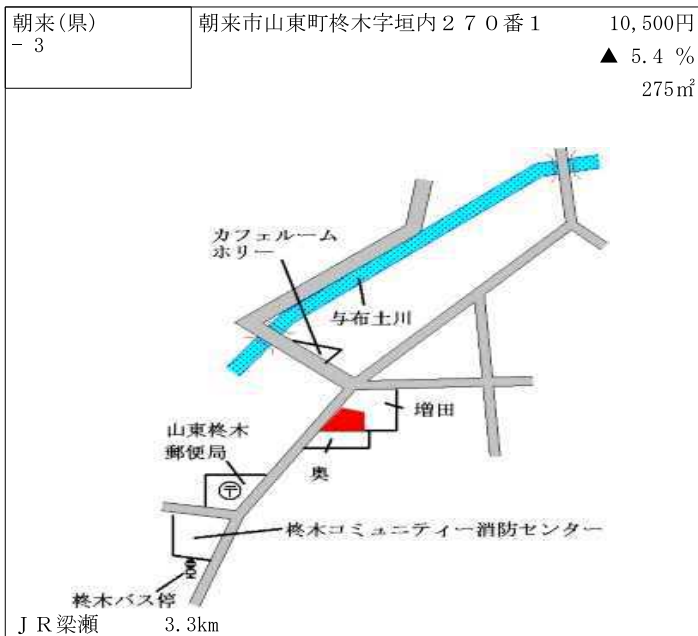 朝来(県)
- 3
朝来市山東町柊木字垣内２７０番１
10,500円
▲ 5.4 %
275㎡
カフェルーム
ホリー
与布土川
増田
山東柊木
郵便局
〒
奥
柊木コミュニティー消防センター
柊木バス停
ＪＲ梁瀬 3.3km